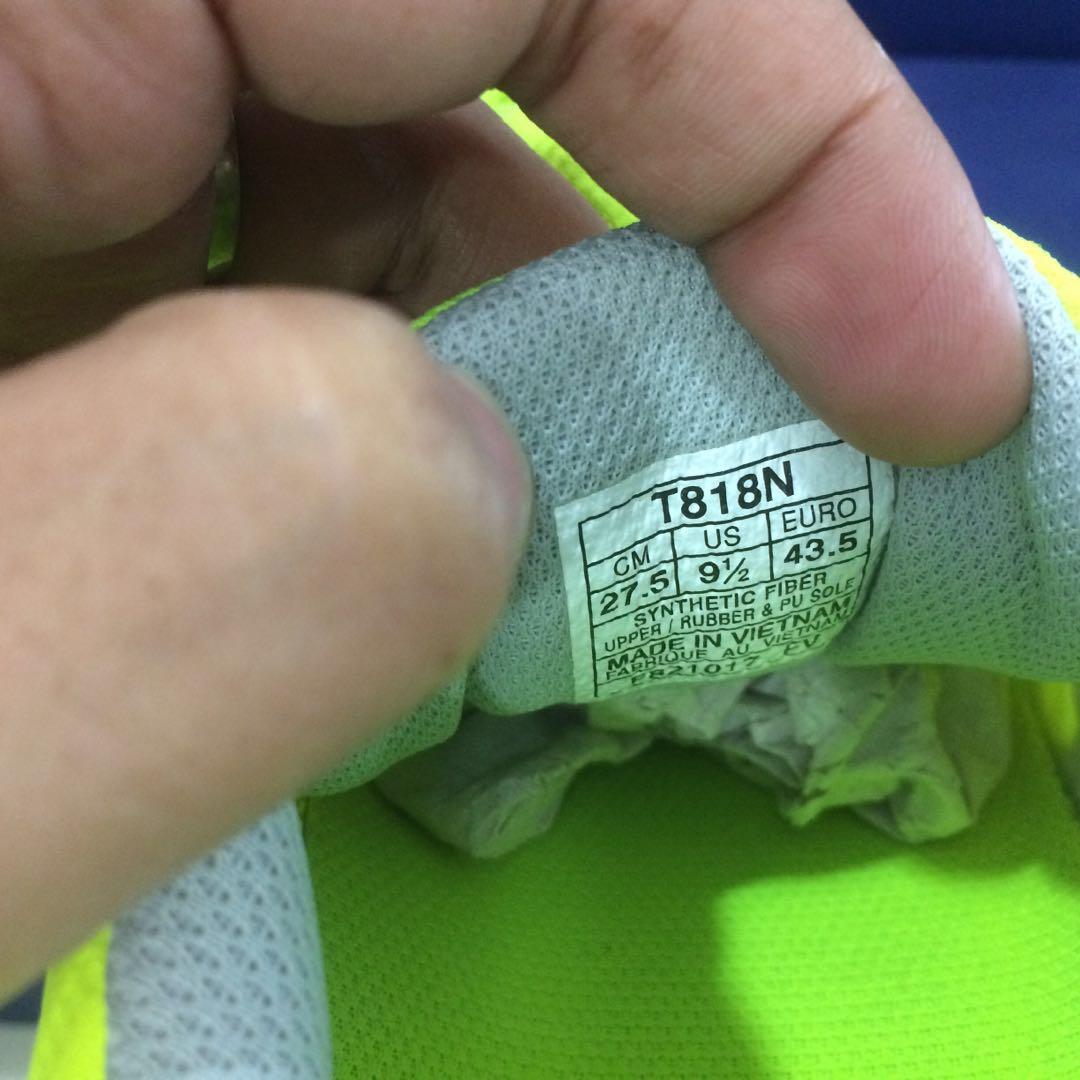 T818N
CM US EURO
27.5 9½ 43.5
SYNTHETIC FIBER
UPPER / RUBBER & PU SOLE
MADE IN VIETNAM
FABRIQUE AU VIETNAM